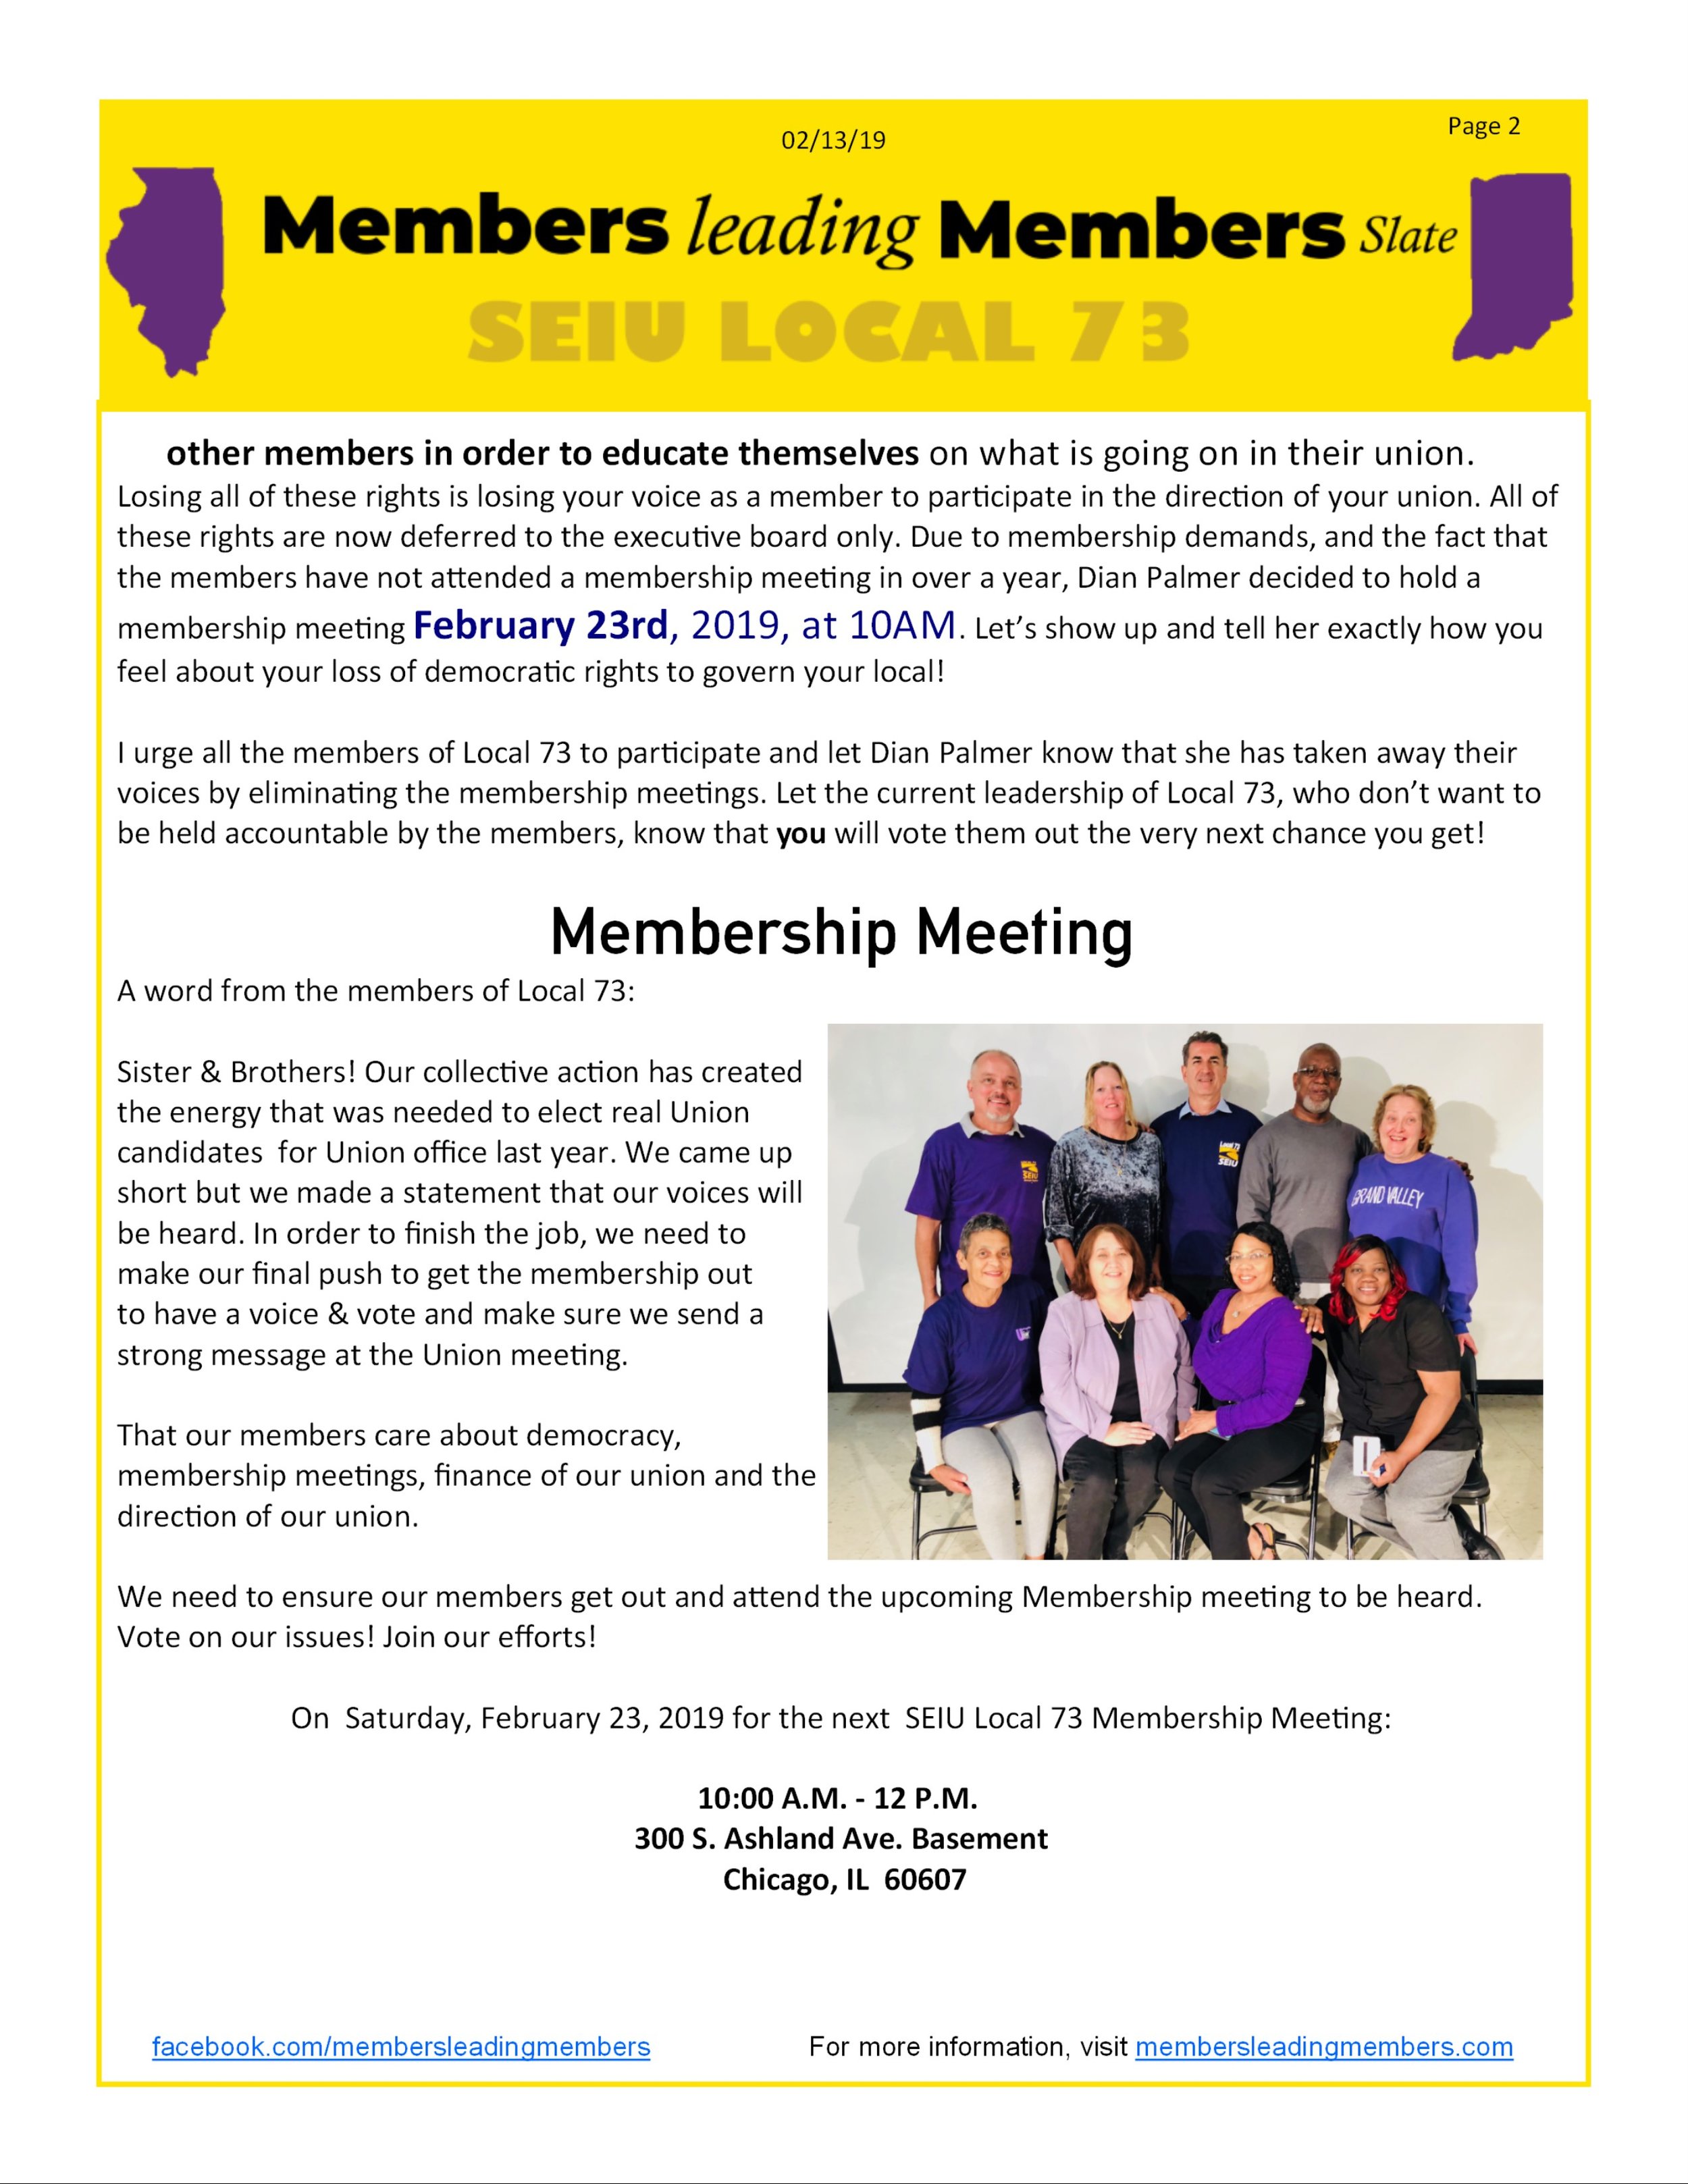 02/13/19
Page 2
Members leading Members Slate
SEIU LOCAL 73
other members in order to educate themselves on what is going on in their union.
Losing all of these rights is losing your voice as a member to participate in the direction of your union. All of
these rights are now deferred to the executive board only. Due to membership demands, and the fact that
the members have not attended a membership meeting in over a year, Dian Palmer decided to hold a
membership meeting February 23rd, 2019, at 10AM. Let’s show up and tell her exactly how you
feel about your loss of democratic rights to govern your local!
I urge all the members of Local 73 to participate and let Dian Palmer know that she has taken away their
voices by eliminating the membership meetings. Let the current leadership of Local 73, who don’t want to
be held accountable by the members, know that you will vote them out the very next chance you get!
Membership Meeting
A word from the members of Local 73:
Sister & Brothers! Our collective action has created
the energy that was needed to elect real Union
candidates  for Union office last year. We came up
short but we made a statement that our voices will
be heard. In order to finish the job, we need to
make our final push to get the membership out
to have a voice & vote and make sure we send a
strong message at the Union meeting.
That our members care about democracy,
membership meetings, finance of our union and the
direction of our union.
LOCAL 73
SEIU
SEIU
GRAND VALLEY
We need to ensure our members get out and attend the upcoming Membership meeting to be heard.
Vote on our issues! Join our efforts!
On  Saturday, February 23, 2019 for the next  SEIU Local 73 Membership Meeting:
10:00 A.M. - 12 P.M.
300 S. Ashland Ave. Basement
Chicago, IL  60607
facebook.com/membersleadingmembers
For more information, visit membersleadingmembers.com